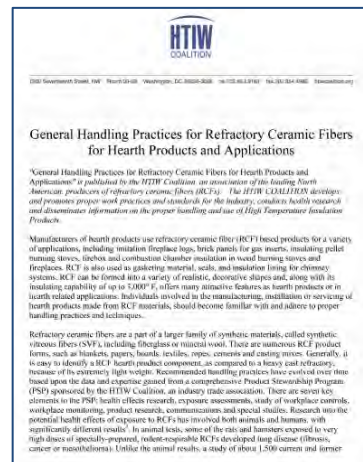 HTIW
COALITION
Washington, DC
General Handling Practices for Refractory Ceramic Fibers
for Hearth Products and Applications
"General Handling Practices for Refractory Ceramic Fibers for Hearth Products and
Applications" is published by the HTIW Coalition, an association of the leading North
American producers of refractory ceramic fibers (RCFs). The HTIW COALITION develops
and promotes proper work practices and standards for the industry, conducts health research
and disseminates information on the proper handling and use of High Temperature Insulation
Products.
Manufacturers of hearth products use refractory ceramic fiber (RCF) based products for a variety
of applications, including imitation fireplace logs, brick panels for gas inserts, insulating pellet
burning stoves, firebox and combustion chamber insulation in wood burning stoves and
fireplaces. RCF is also used as gasketing material, seals, and insulation lining for chimney
systems. RCF can be formed into a variety of realistic, decorative shapes and, along with its
insulating capability of up to F, offers many attractive features as hearth products or in
hearth related applications. Individuals involved in the manufacturing, installation or servicing of
hearth products made from RCF materials, should become familiar with and adhere to proper
handling practices and techniques.
Refractory ceramic fibers are a part of a larger family of synthetic materials, called synthetic
vitreous fibers (SVF), including fiberglass or mineral wool. There are numerous RCF product
forms, such as blankets, papers, boards, textiles, ropes, cements and casting mixes. Generally, it
is easy to identify a RCF hearth product component, as compared to a heavy cast refractory,
because of its extremely light weight. Recommended handling practices have evolved over time
based upon the data and expertise gained from a comprehensive Product Stewardship Program
(PSP) sponsored by the HTIW Coalition, an industry trade association. There are seven key
elements to the PSP: health effects research, exposure assessments, study of workplace controls,
workplace monitoring, product research, communications and special studies. Research into the
potential health effects of exposure to RCFs has involved both animals and humans, with
significantly different results. In animal studies, some of the rats and hamsters exposed to very
high doses of specially-prepared, rodent-respirable RCFs developed lung disease (fibrosis,
cancer or mesothelioma). Unlike the animal results, a study of about 1,500 current and former